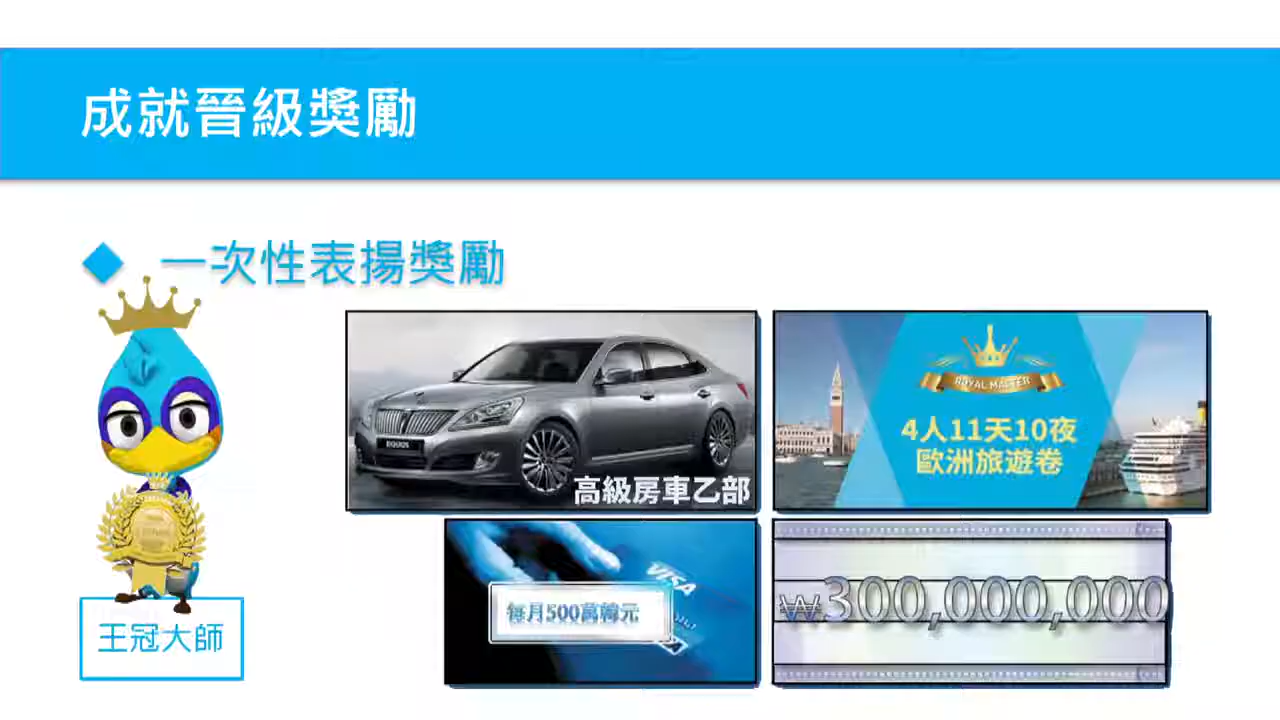 成就晉級獎勵
一次性表揚獎勵
EQUUS
高級房車乙部
ROYAL MASTER
4人11天10夜
歐洲旅遊卷
VISA
每月500萬韓元
₩300,000,000
王冠大師